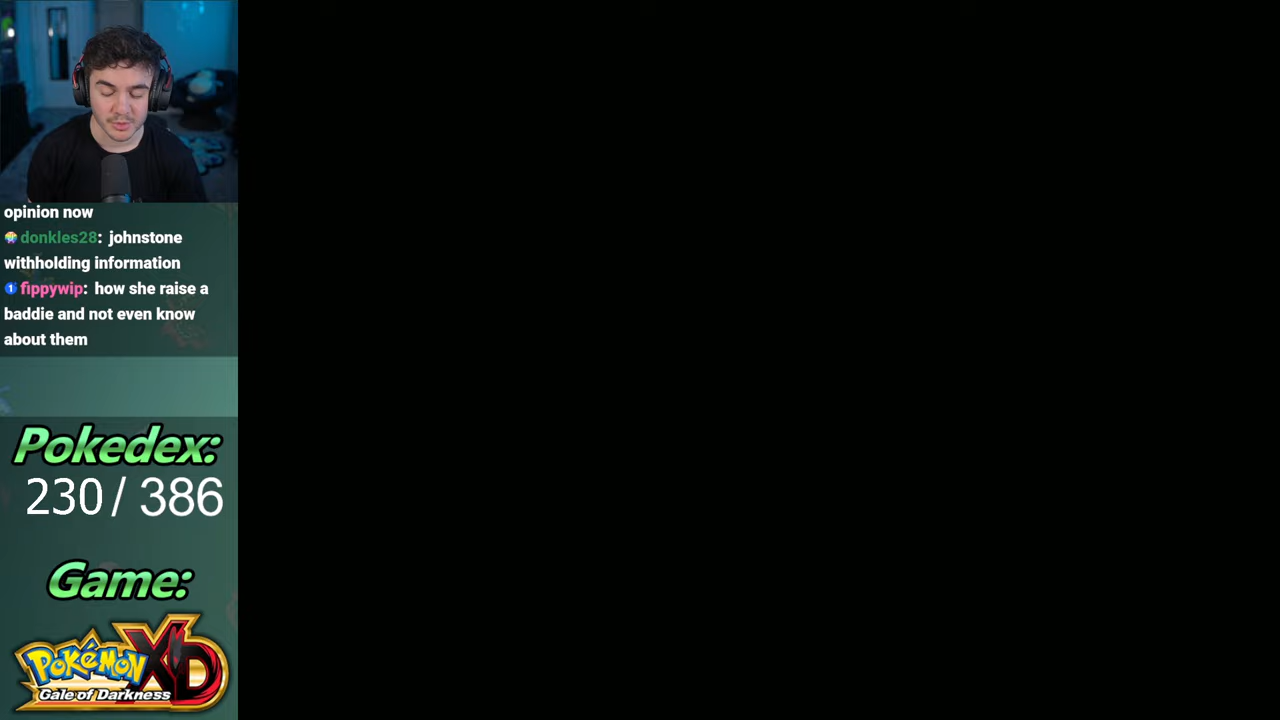 opinion now
donkles28: johnstone
withholding information
1 fippywip: how she raise a
baddie and not even know
about them
Pokedex:
230 / 386
Game:
POKéMON XD
Gale of Darkness